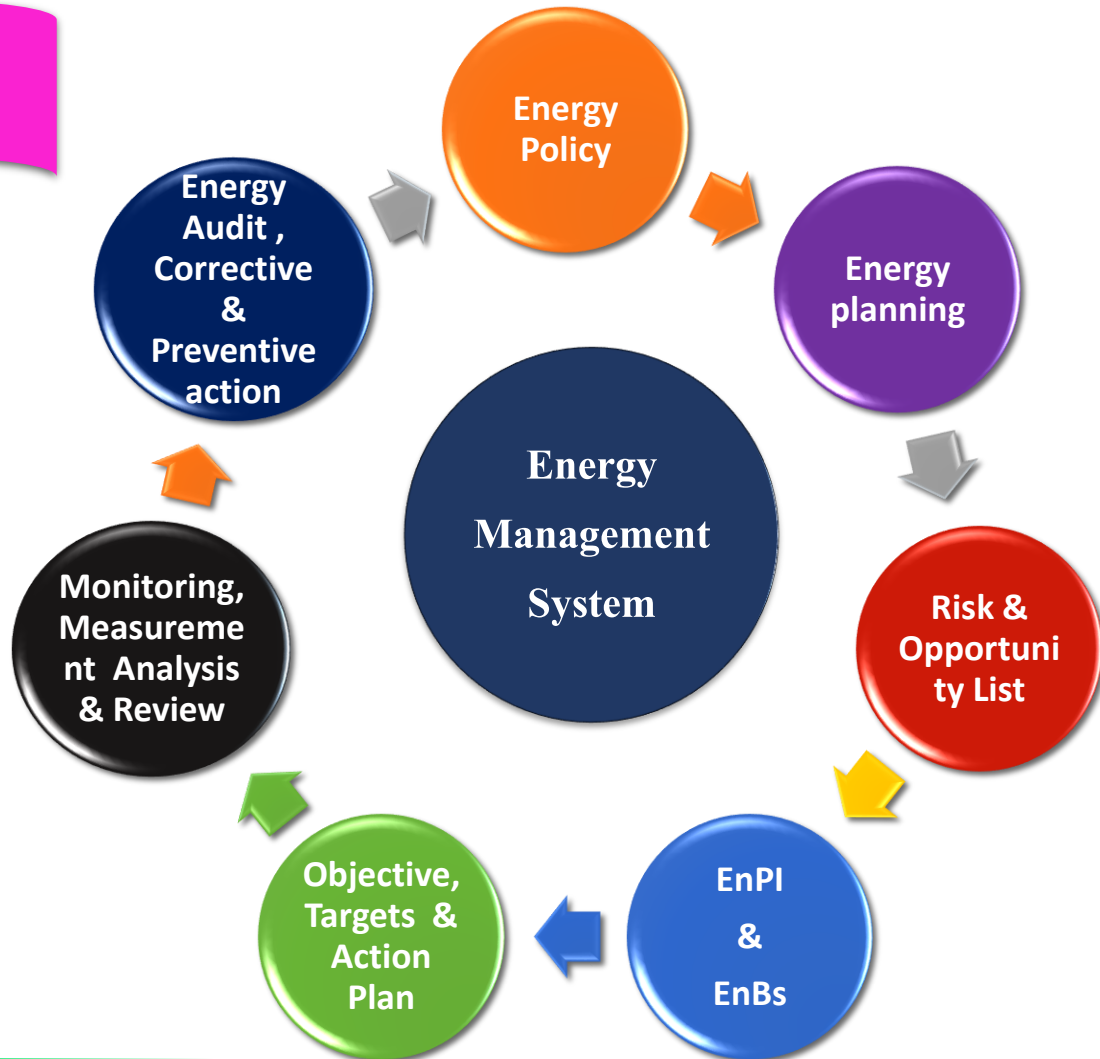 Energy
Policy
Energy
planning
Risk &
Opportuni
ty List
EnPI
&
EnBs
Objective,
Targets &
Action
Plan
Monitoring,
Measureme
nt Analysis
& Review
Energy
Audit ,
Corrective
&
Preventive
action
Energy
Management
System